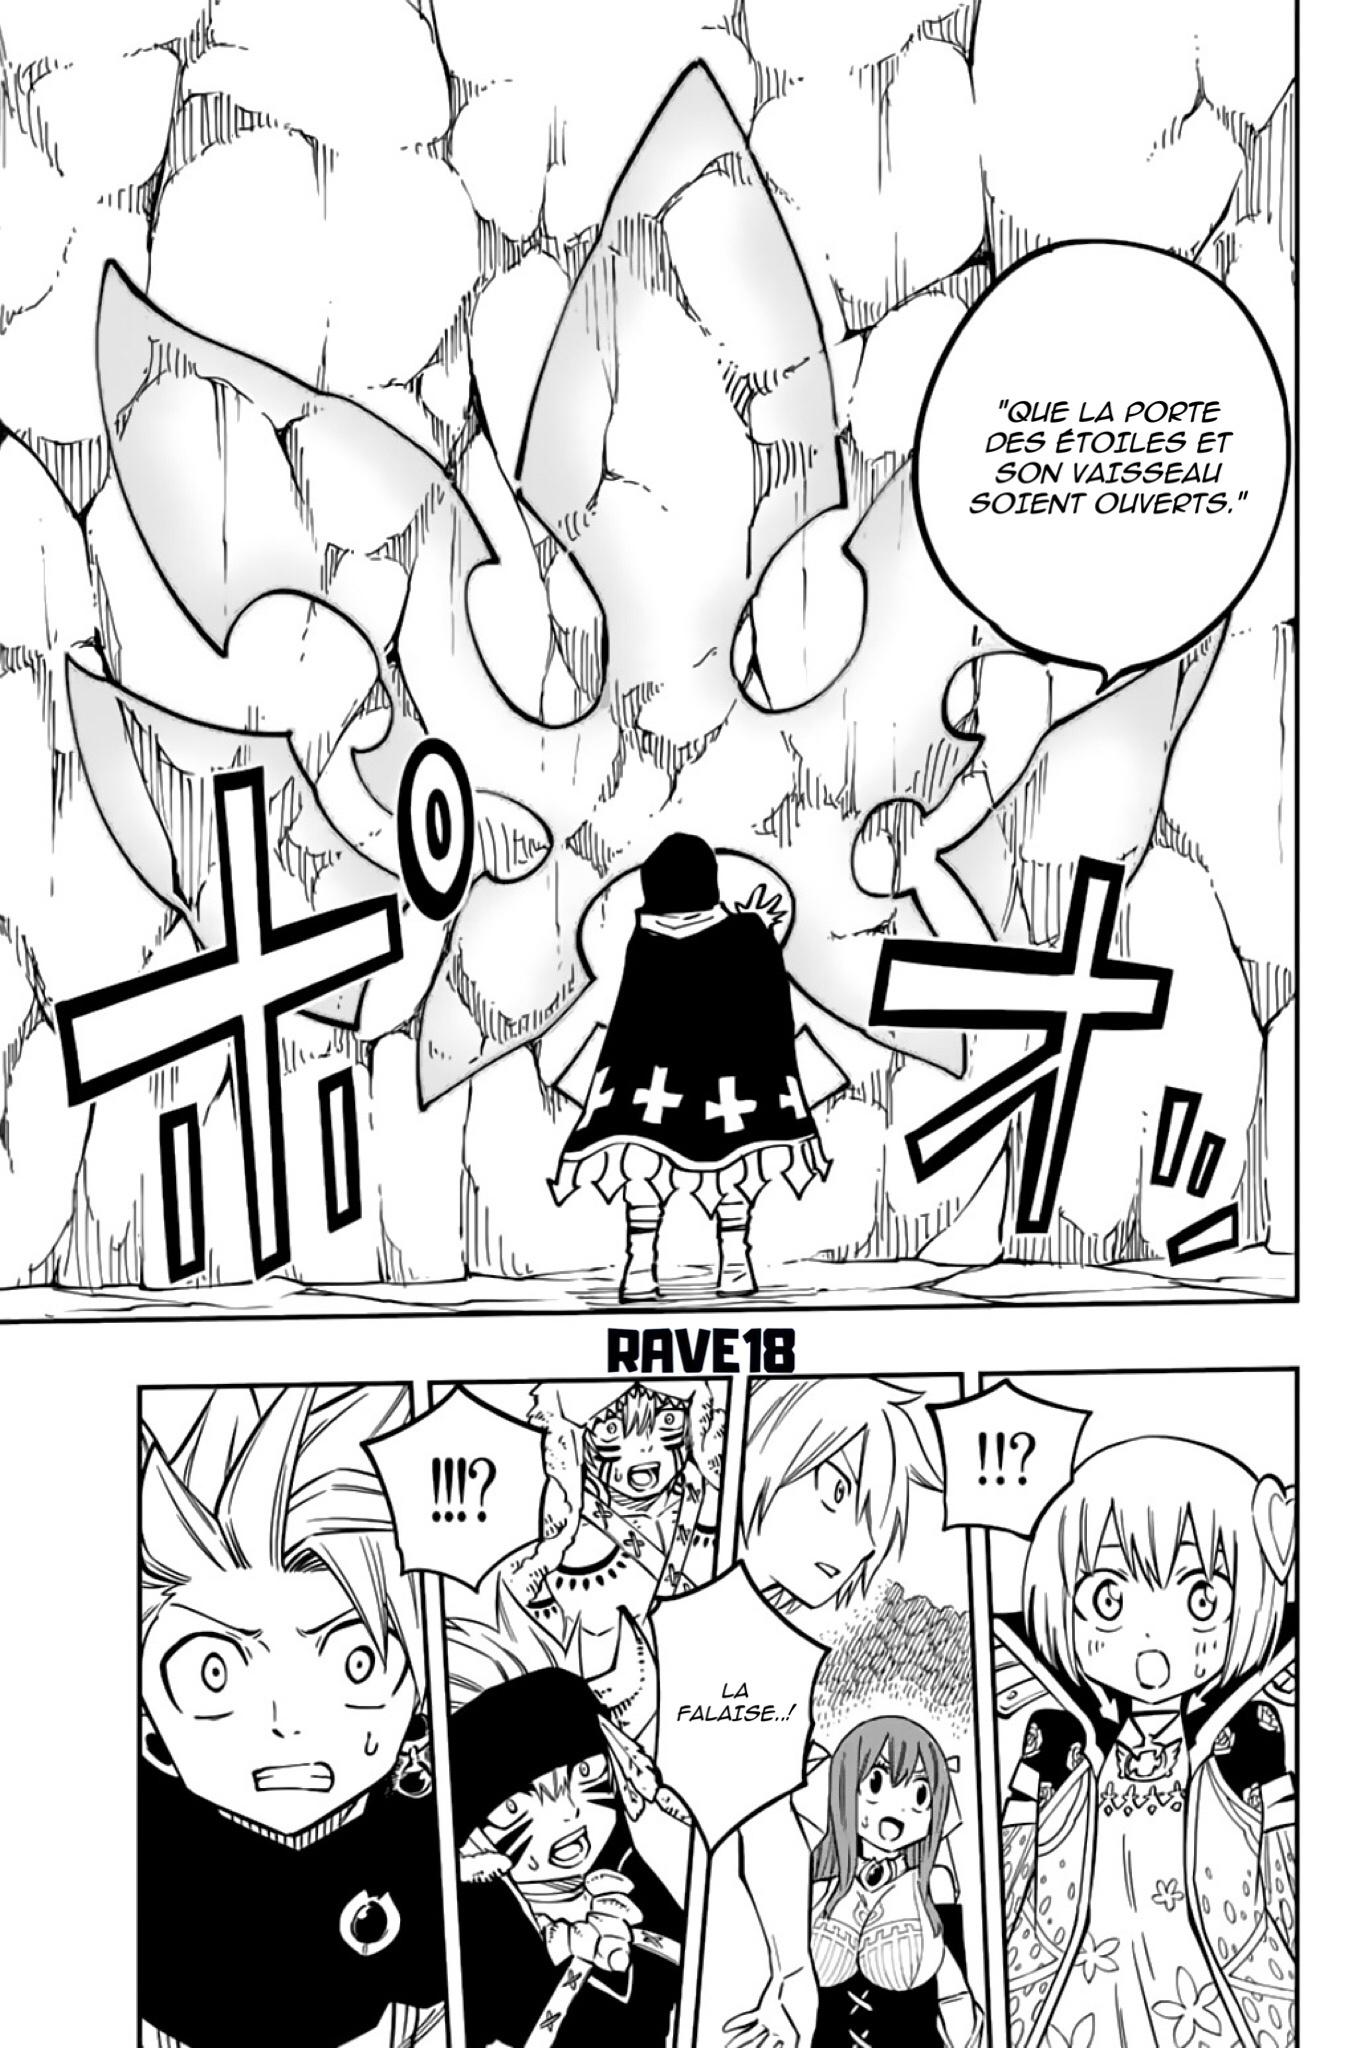 "QUE LA PORTE
DES ÉTOILES ET
SON VAISSEAU
SOIENT OUVERTS."
オ
ポ
RAVE18
!!?
!!!?
LA
FALAISE..!